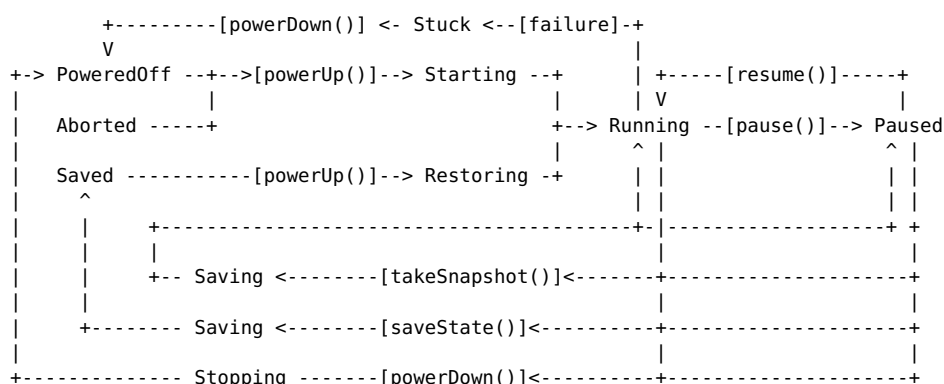 +---------[powerDown()] <- Stuck <--[failure]-+
V |
+-> PoweredOff --+-->[powerUp()]--> Starting --+ | +-----[resume()]-----+
| | | | V |
| Aborted -----+ +--> Running --[pause()]--> Paused
| | ^ | ^ |
| Saved -----------[powerUp()]--> Restoring -+ | | | |
| ^ | | | |
| | +-----------------------------------------+-|-------------------+ +
| | | | |
| | +-- Saving <--------[takeSnapshot()]<-------+---------------------+
| | | |
| +-------- Saving <--------[saveState()]<----------+---------------------+
| | |
+-------------- Stopping -------[powerDown()]<----------+---------------------+